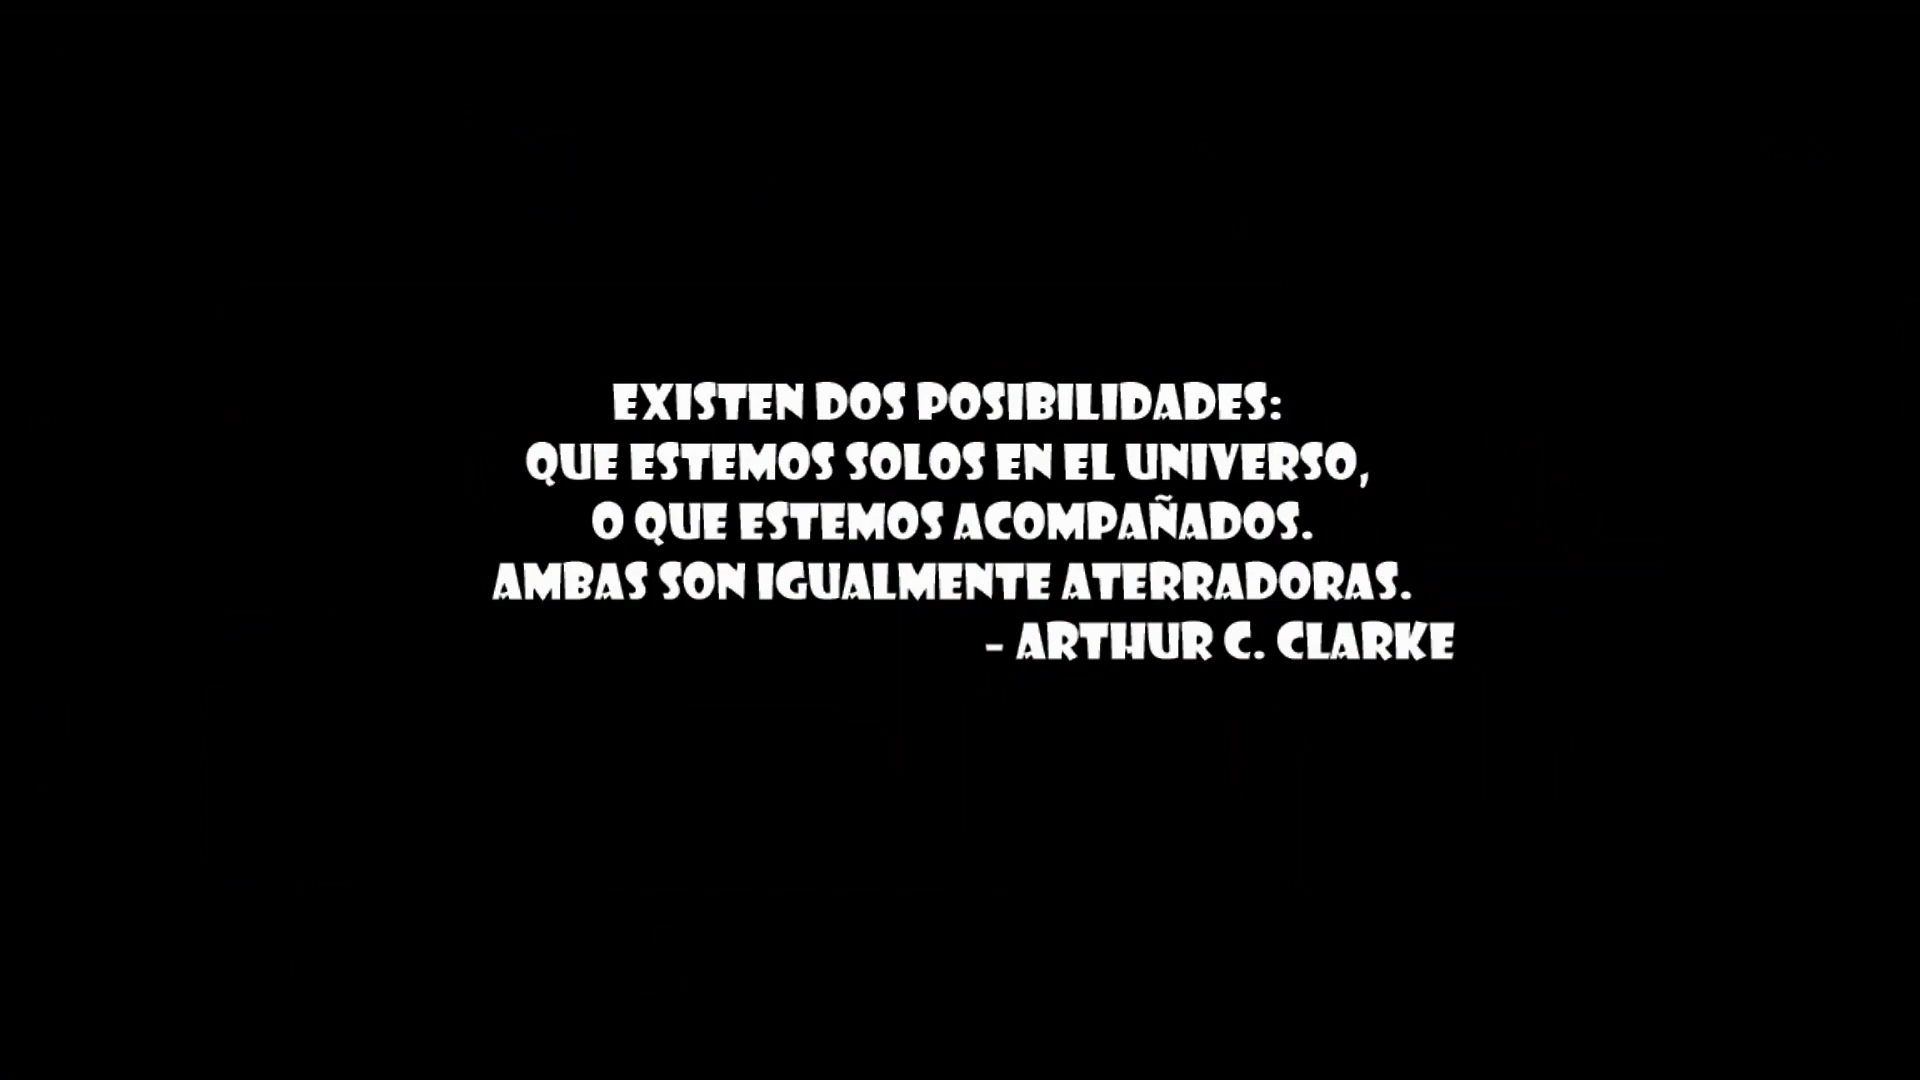 EXISTEN DOS POSIBILIDADES:
QUE ESTEMOS SOLOS EN EL UNIVERSO,
O QUE ESTEMOS ACOMPAÑADOS.
AMBAS SON IGUALMENTE ATERRADORAS.
- ARTHUR C. CLARKE